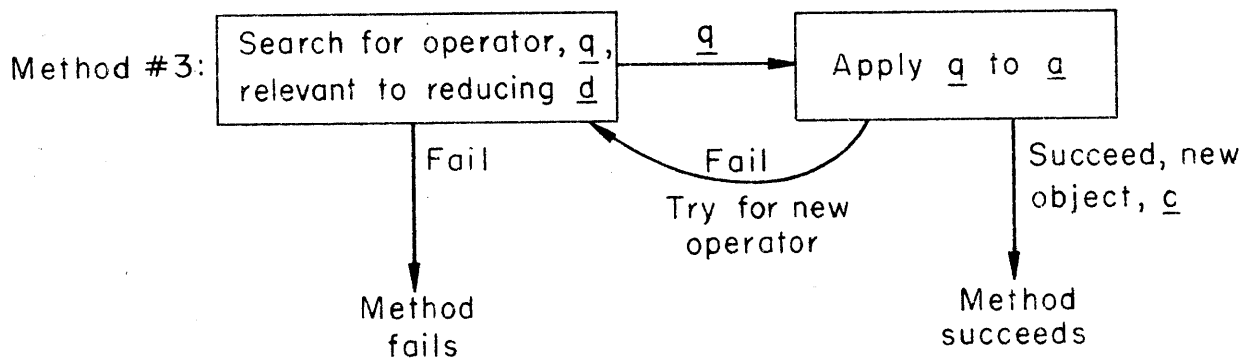 Method #3:
Search for operator, q,
relevant to reducing d
q
Apply q to a
Fail
Fail
Try for new
operator
Succeed, new
object, c
Method
fails
Method
succeeds